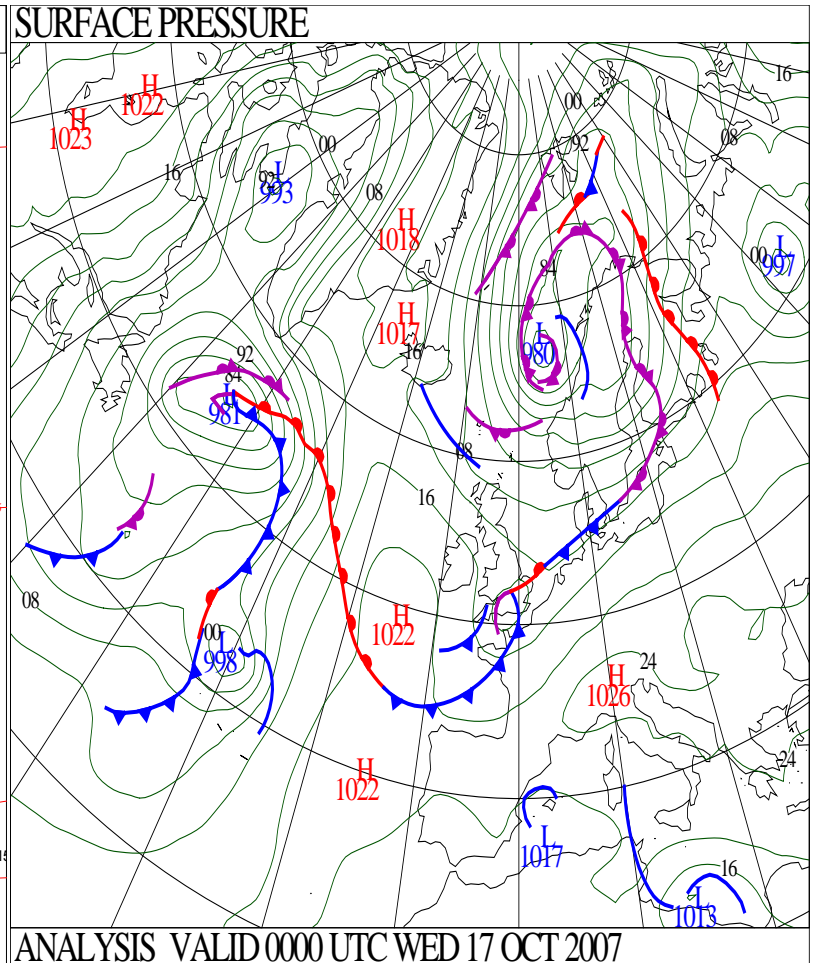 SURFACE PRESSURE
16
H
1022
00
H
1023
00
92
08
16
L
92
993
08
H
1018
L
00
997
84
H
1017
16
L
980
92
84
L
981
08
16
08
H
1022
00
L
998
24
H
1026
24
H
1022
L
1017
16
L
1013
ANALYSIS VALID 0000 UTC WED 17 OCT 2007